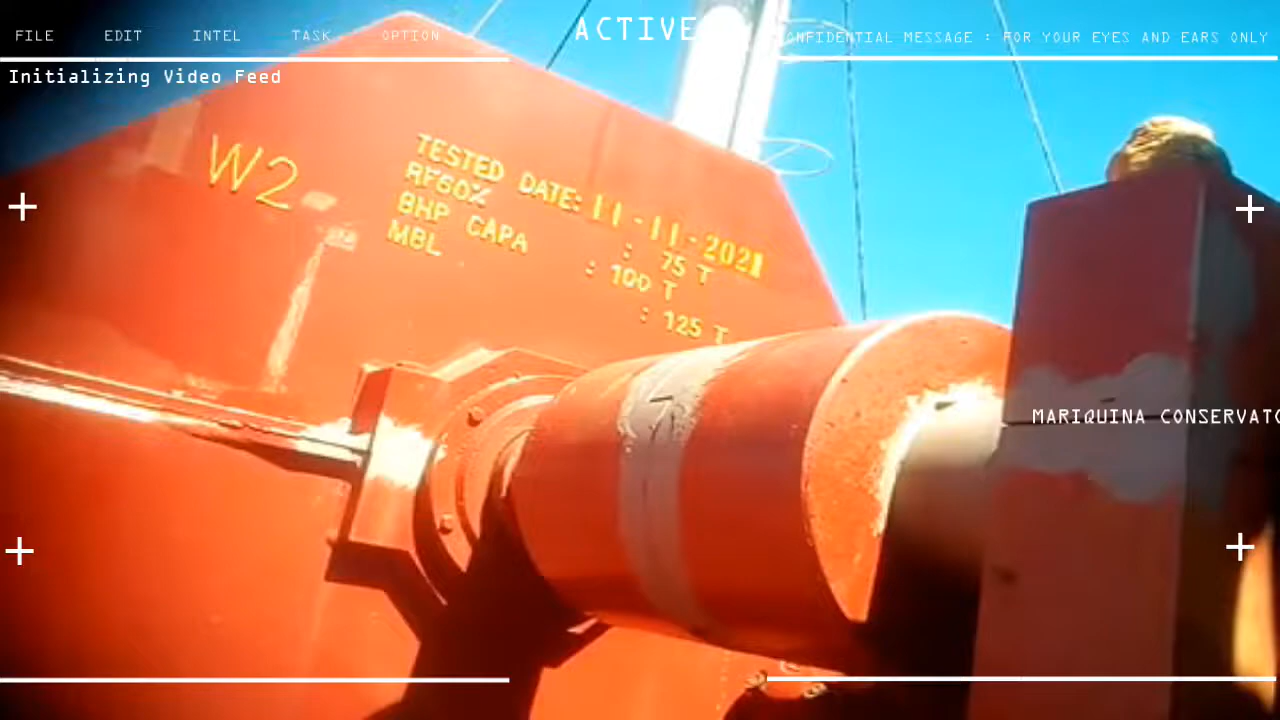 FILE EDIT INTEL TASK OPTION
ACTIVE
ONFIDENTIAL MESSAGE : FOR YOUR EYES AND EARS ONLY
Initializing Video Feed
W2
TESTED DATE: 11-11-2021
RF60% : 75 T
BHP CAPA : 100 T
MBL : 125 T
MARIQUINA CONSERVATO